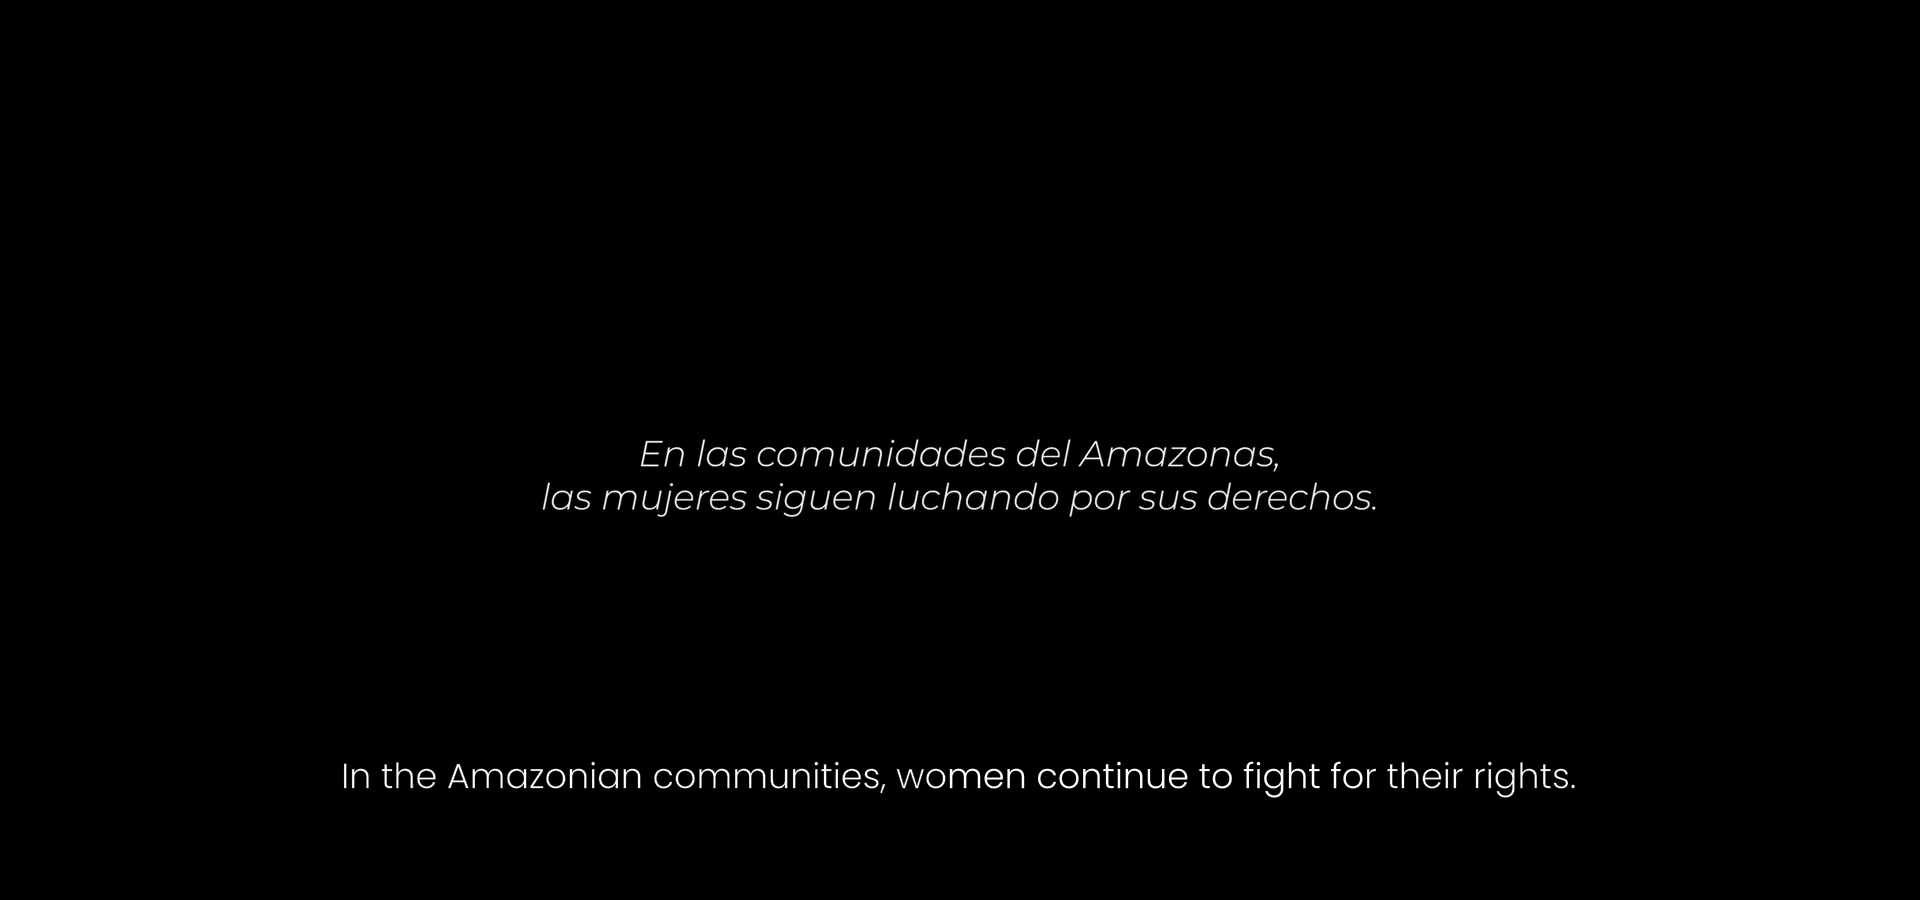 En las comunidades del Amazonas,
las mujeres siguen luchando por sus derechos.
In the Amazonian communities, women continue to fight for their rights.